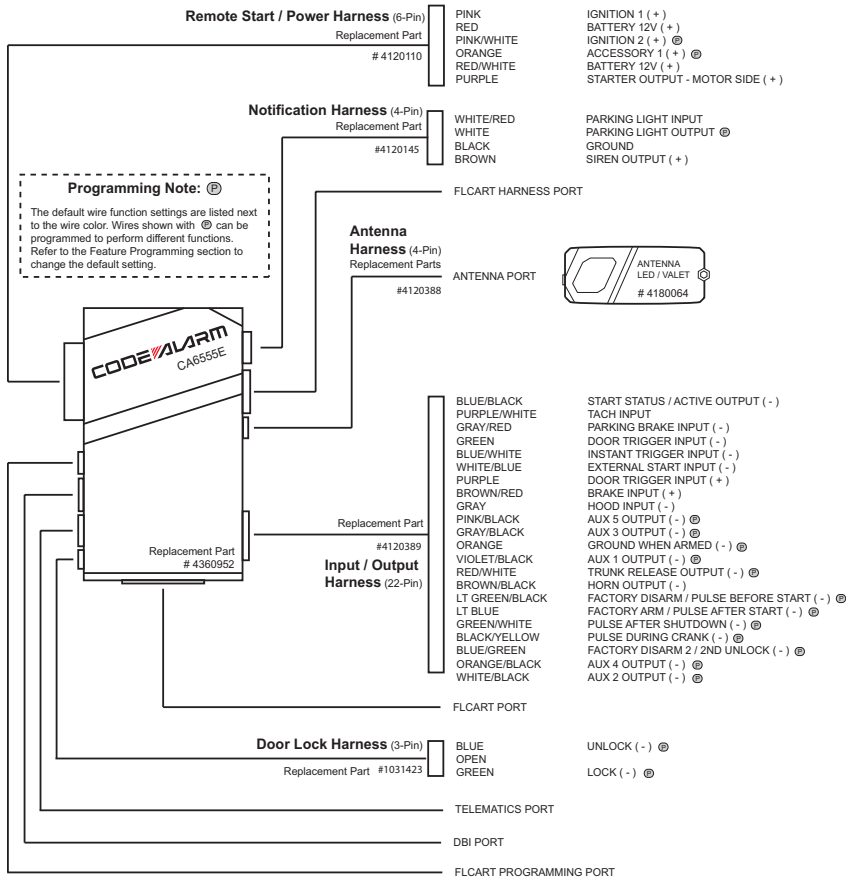 Remote Start / Power Harness (6-Pin)
Replacement Part
# 4120110
PINK IGNITION 1 ( + )
RED BATTERY 12V ( + )
PINK/WHITE IGNITION 2 ( + ) Ⓟ
ORANGE ACCESSORY 1 ( + ) Ⓟ
RED/WHITE BATTERY 12V ( + )
PURPLE STARTER OUTPUT - MOTOR SIDE ( + )
Notification Harness (4-Pin)
Replacement Part
#4120145
WHITE/RED PARKING LIGHT INPUT
WHITE PARKING LIGHT OUTPUT Ⓟ
BLACK GROUND
BROWN SIREN OUTPUT ( + )
Programming Note: Ⓟ
The default wire function settings are listed next
to the wire color. Wires shown with Ⓟ can be
programmed to perform different functions.
Refer to the Feature Programming section to
change the default setting.
FLCART HARNESS PORT
Antenna
Harness (4-Pin)
Replacement Parts
#4120388
ANTENNA PORT
ANTENNA
LED / VALET
# 4180064
CODE ALARM
CA6555E
Replacement Part
# 4360952
Replacement Part
#4120389
Input / Output
Harness (22-Pin)
BLUE/BLACK START STATUS / ACTIVE OUTPUT ( - )
PURPLE/WHITE TACH INPUT
GRAY/RED PARKING BRAKE INPUT ( - )
GREEN DOOR TRIGGER INPUT ( - )
BLUE/WHITE INSTANT TRIGGER INPUT ( - )
WHITE/BLUE EXTERNAL START INPUT ( - )
PURPLE DOOR TRIGGER INPUT ( + )
BROWN/RED BRAKE INPUT ( + )
GRAY HOOD INPUT ( - )
PINK/BLACK AUX 5 OUTPUT ( - ) Ⓟ
GRAY/BLACK AUX 3 OUTPUT ( - ) Ⓟ
ORANGE GROUND WHEN ARMED ( - ) Ⓟ
VIOLET/BLACK AUX 1 OUTPUT ( - ) Ⓟ
RED/WHITE TRUNK RELEASE OUTPUT ( - ) Ⓟ
BROWN/BLACK HORN OUTPUT ( - )
LT GREEN/BLACK FACTORY DISARM / PULSE BEFORE START ( - ) Ⓟ
LT BLUE FACTORY ARM / PULSE AFTER START ( - ) Ⓟ
GREEN/WHITE PULSE AFTER SHUTDOWN ( - ) Ⓟ
BLACK/YELLOW PULSE DURING CRANK ( - ) Ⓟ
BLUE/GREEN FACTORY DISARM 2 / 2ND UNLOCK ( - ) Ⓟ
ORANGE/BLACK AUX 4 OUTPUT ( - ) Ⓟ
WHITE/BLACK AUX 2 OUTPUT ( - ) Ⓟ
FLCART PORT
Door Lock Harness (3-Pin)
Replacement Part #1031423
BLUE UNLOCK ( - ) Ⓟ
OPEN
GREEN LOCK ( - ) Ⓟ
TELEMATICS PORT
DBI PORT
FLCART PROGRAMMING PORT